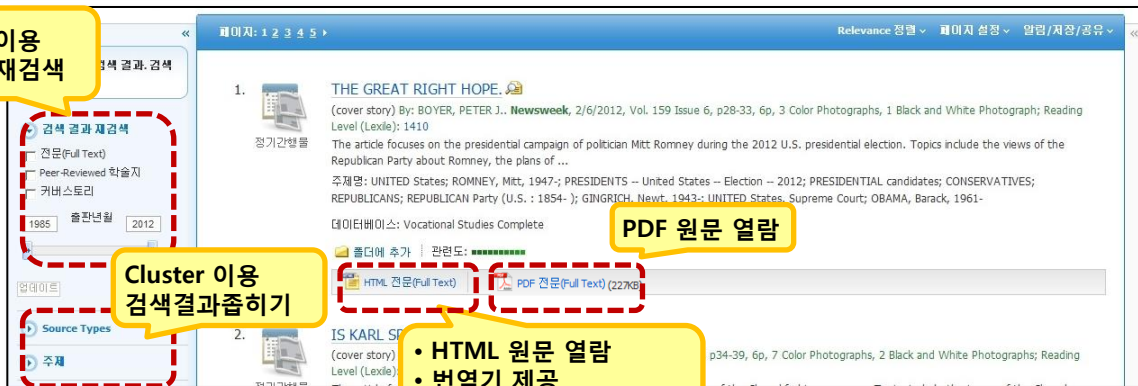 이용
재검색
색 결과. 검색
검색 결과 재검색
전문(Full Text)
Peer-Reviewed 학술지
커버스토리
출판년월
1985
2012
업데이트
Cluster 이용
검색결과좁히기
Source Types
주제
페이지: 1 2 3 4 5
Relevance 정렬 페이지 설정 알림/저장/공유
1.
정기간행물
THE GREAT RIGHT HOPE.
(cover story) By: BOYER, PETER J.. Newsweek, 2/6/2012, Vol. 159 Issue 6, p28-33, 6p, 3 Color Photographs, 1 Black and White Photograph; Reading
Level (Lexile): 1410
The article focuses on the presidential campaign of politician Mitt Romney during the 2012 U.S. presidential election. Topics include the views of the
Republican Party about Romney, the plans of ...
주제명: UNITED States; ROMNEY, Mitt, 1947-; PRESIDENTS -- United States -- Election -- 2012; PRESIDENTIAL candidates; CONSERVATIVES;
REPUBLICANS; REPUBLICAN Party (U.S. : 1854- ); GINGRICH, Newt, 1943-; UNITED States. Supreme Court; OBAMA, Barack, 1961-
데이터베이스: Vocational Studies Complete
PDF 원문 열람
폴더에 추가 관련도:
HTML 전문(Full Text)
PDF 전문(Full Text) (227KB)
2.
IS KARL
(cover story)
p34-39, 6p, 7 Color Photographs, 2 Black and White Photographs; Reading
Level (Lexile):
• HTML 원문 열람
• 번역기 제공